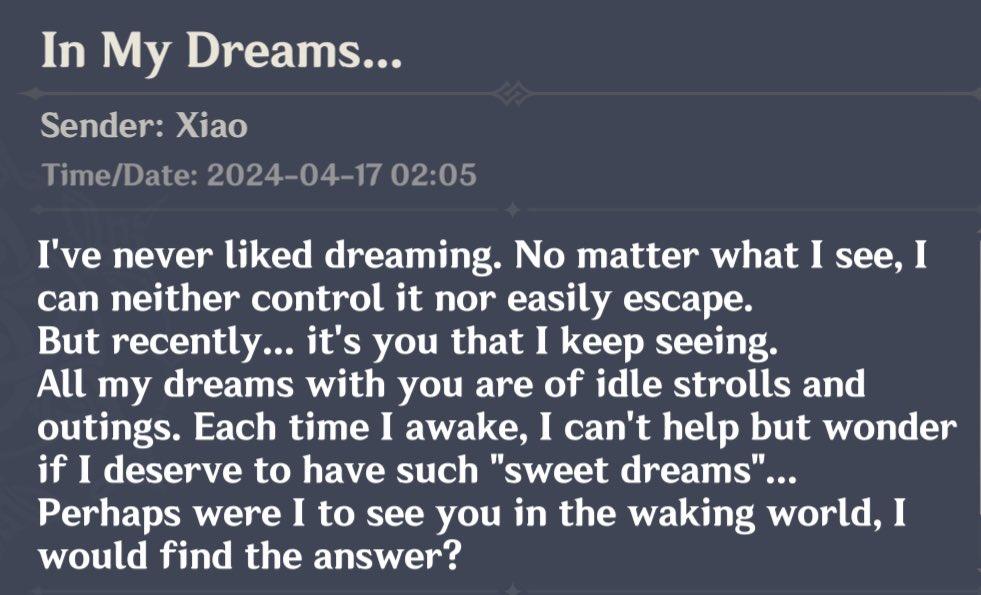 In My Dreams...
Sender: Xiao
Time/Date: 2024-04-17 02:05
I've never liked dreaming. No matter what I see, I
can neither control it nor easily escape.
But recently... it's you that I keep seeing.
All my dreams with you are of idle strolls and
outings. Each time I awake, I can't help but wonder
if I deserve to have such "sweet dreams"...
Perhaps were I to see you in the waking world, I
would find the answer?